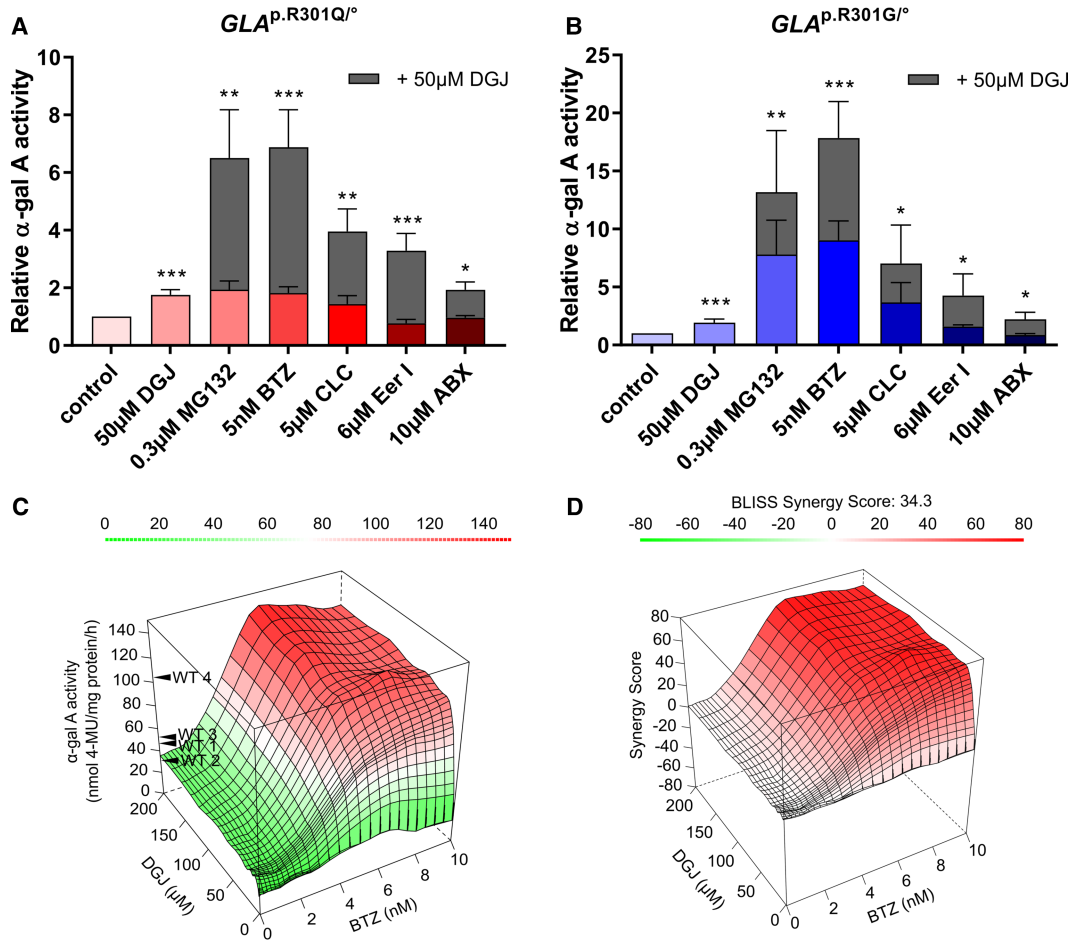 A
GLA p.R301Q/°
Relative α-gal A activity
10
8
6
4
2
0
+ 50µM DGJ
***
**
***
**
***
*
control
50µM DGJ
0.3µM MG132
5nM BTZ
5µM CLC
6µM Eer I
10µM ABX
B
GLA p.R301G/°
Relative α-gal A activity
25
20
15
10
5
0
+ 50µM DGJ
***
**
***
*
*
*
control
50µM DGJ
0.3µM MG132
5nM BTZ
5µM CLC
6µM Eer I
10µM ABX
C
0 20 40 60 80 100 120 140
α-gal A activity
(nmol 4-MU/mg protein/h)
140
120
100
80
60
40
20
0
WT 4
WT 3
WT 1
WT 2
200
150
100
50
0
DGJ (µM)
0
2
4
6
8
10
BTZ (nM)
D
BLISS Synergy Score: 34.3
-80 -60 -40 -20 0 20 40 60 80
Synergy Score
80
60
40
20
0
-20
-40
-60
-80
200
150
100
50
0
DGJ (µM)
0
2
4
6
8
10
BTZ (nM)